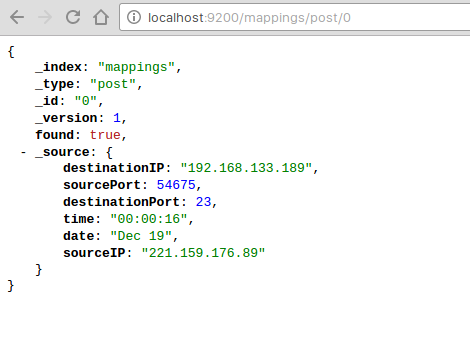 localhost:9200/mappings/post/0
{
_index: "mappings",
_type: "post",
_id: "0",
_version: 1,
found: true,
- _source: {
destinationIP: "192.168.133.189",
sourcePort: 54675,
destinationPort: 23,
time: "00:00:16",
date: "Dec 19",
sourceIP: "221.159.176.89"
}
}